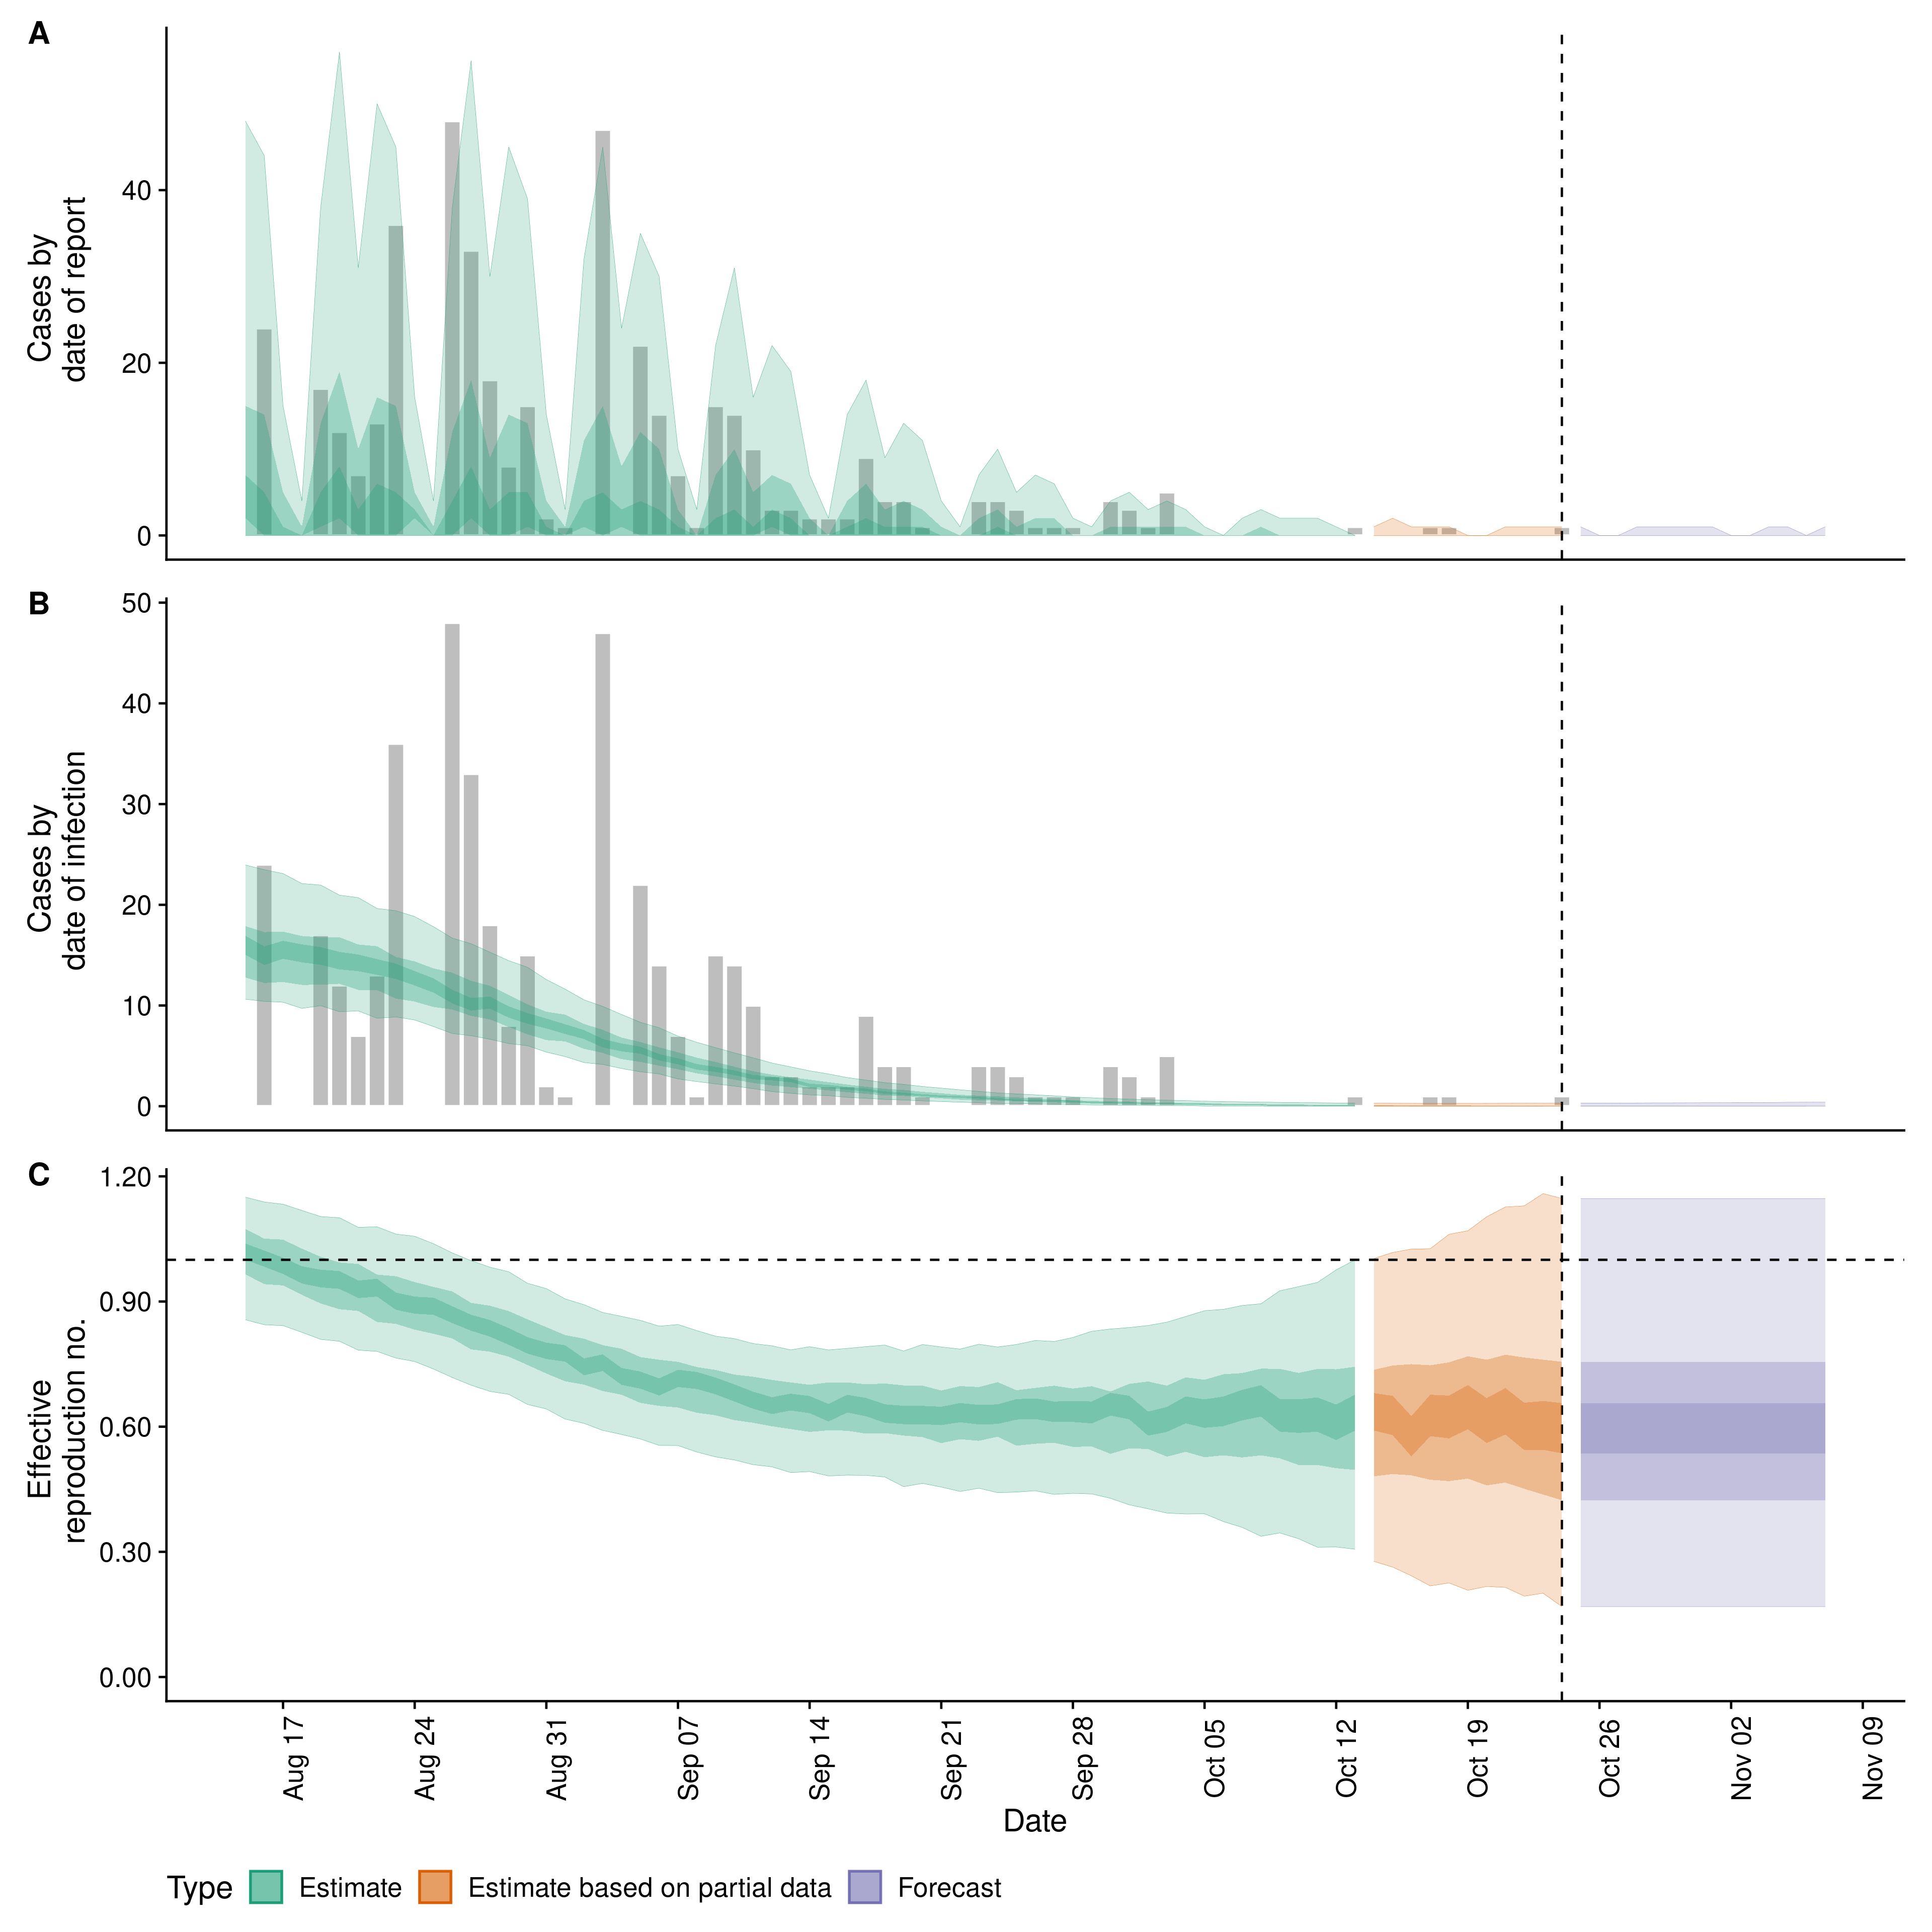 A
Cases by
date of report
40
20
0
B
Cases by
date of infection
50
40
30
20
10
0
C
Effective
reproduction no.
1.20
0.90
0.60
0.30
0.00
Aug 17
Aug 24
Aug 31
Sep 07
Sep 14
Sep 21
Sep 28
Oct 05
Oct 12
Oct 19
Oct 26
Nov 02
Nov 09
Date
Type Estimate Estimate based on partial data Forecast